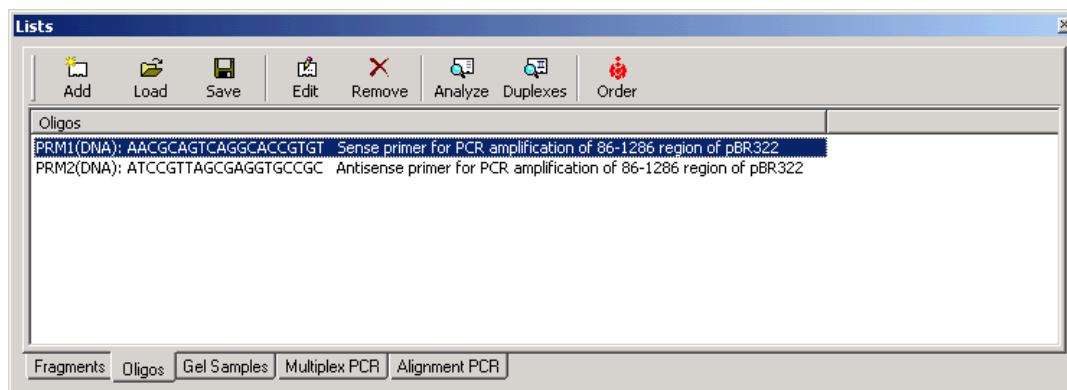 Lists
Add Load Save Edit Remove Analyze Duplexes Order
Oligos
PRM1(DNA): AACGCAGTCAGGCACCGTGT Sense primer for PCR amplification of 86-1286 region of pBR322
PRM2(DNA): ATCCGTTAGCGAGGTGCCGC Antisense primer for PCR amplification of 86-1286 region of pBR322
Fragments Oligos Gel Samples Multiplex PCR Alignment PCR